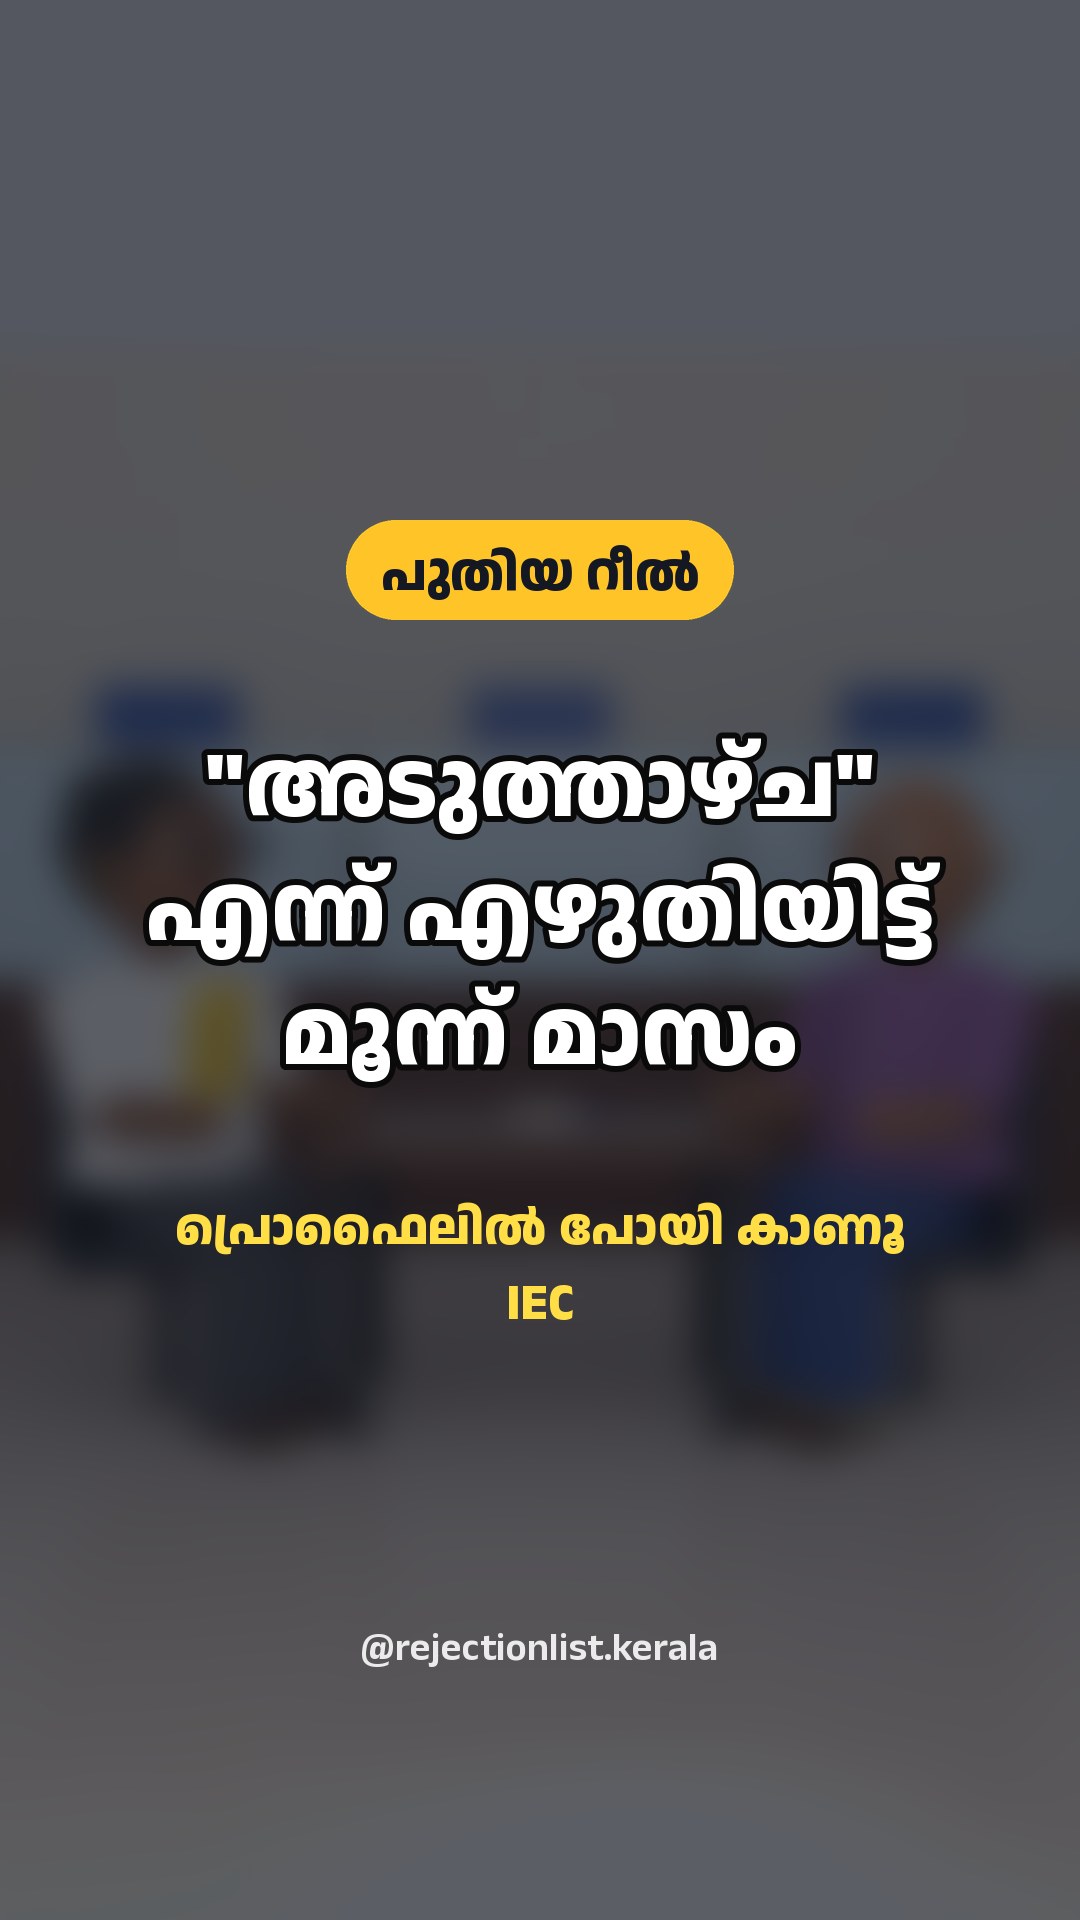 പുതിയ റീൽ
"അടുത്താഴ്ച"
എന്ന് എഴുതിയിട്ട്
മൂന്ന് മാസം
പ്രൊഫൈലിൽ പോയി കാണൂ
IEC
@rejectionlist.kerala